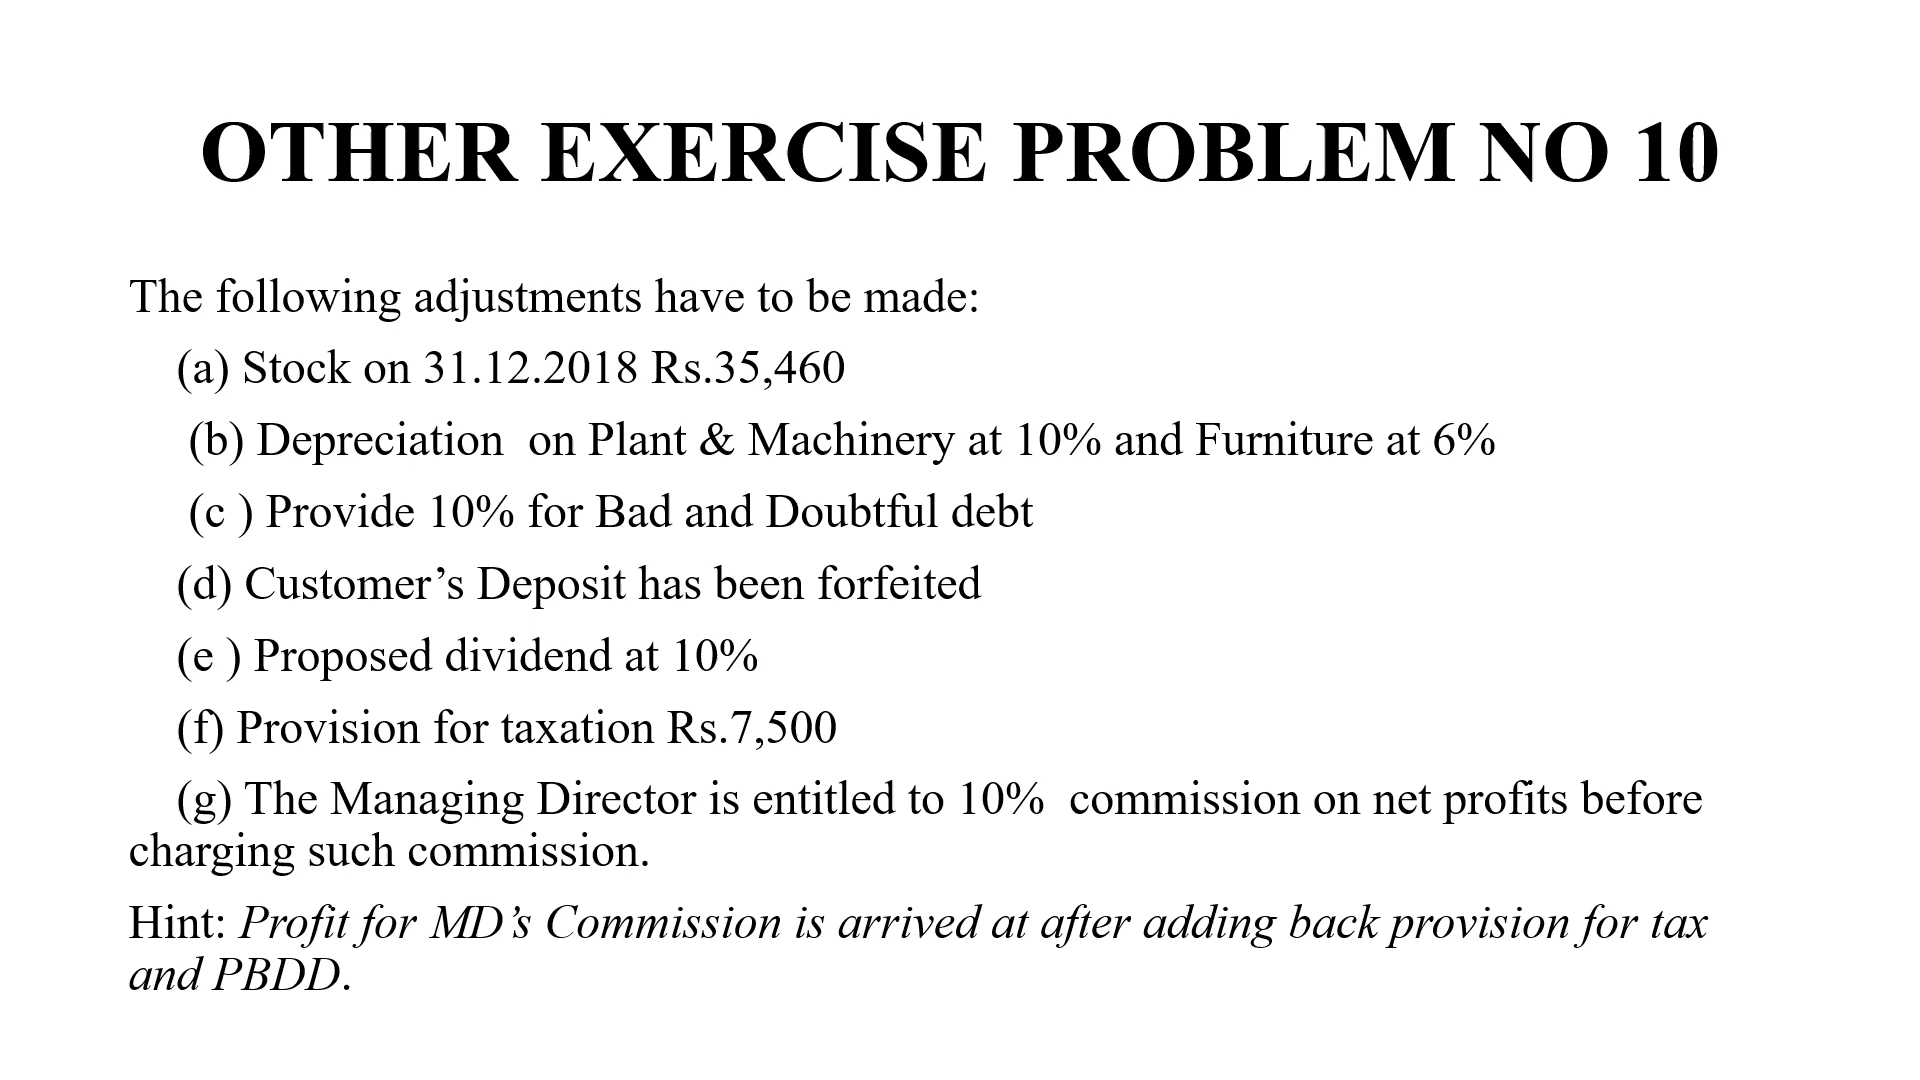 OTHER EXERCISE PROBLEM NO 10
The following adjustments have to be made:
(a) Stock on 31.12.2018 Rs.35,460
(b) Depreciation  on Plant & Machinery at 10% and Furniture at 6%
(c ) Provide 10% for Bad and Doubtful debt
(d) Customer’s Deposit has been forfeited
(e ) Proposed dividend at 10%
(f) Provision for taxation Rs.7,500
(g) The Managing Director is entitled to 10%  commission on net profits before
charging such commission.
Hint: Profit for MD’s Commission is arrived at after adding back provision for tax
and PBDD.